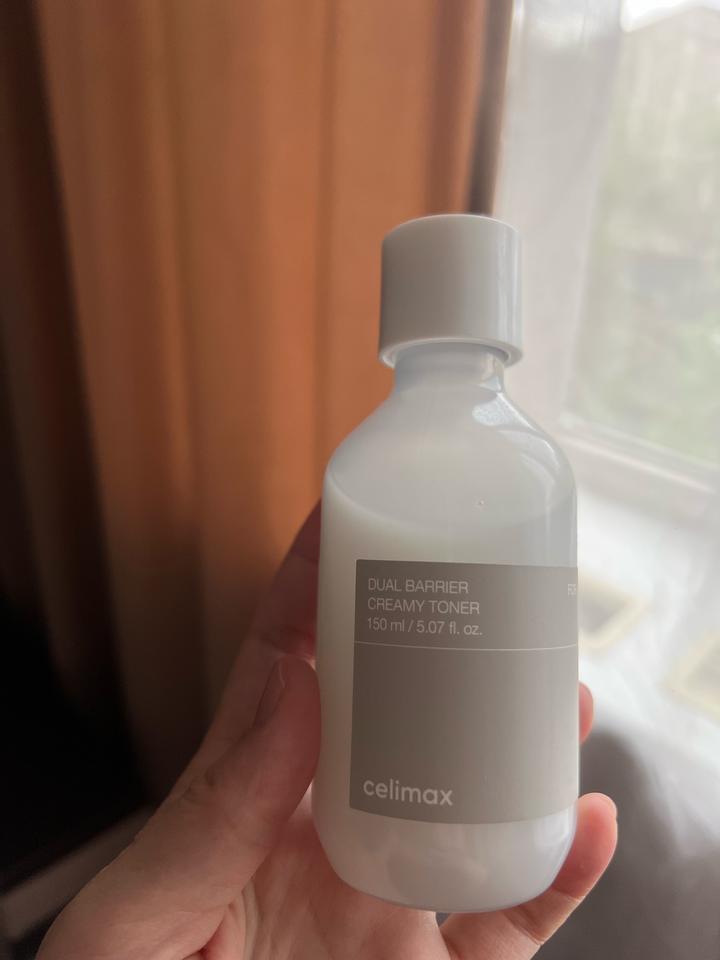 DUAL BARRIER
CREAMY TONER
150 ml / 5.07 fl. oz.
celimax